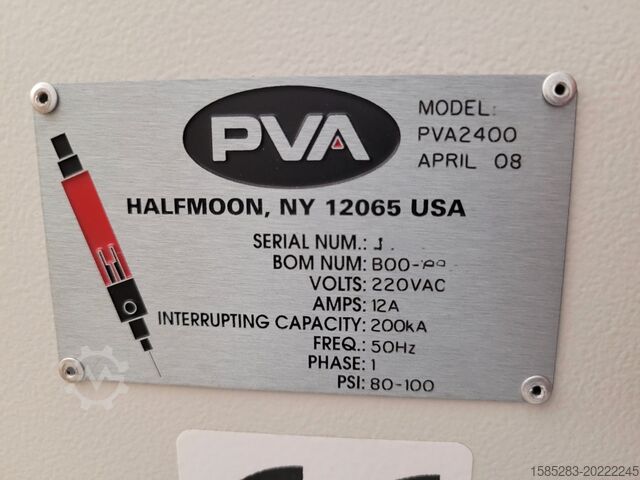 PVA
MODEL:
PVA2400
APRIL 08
HALFMOON, NY 12065 USA
SERIAL NUM.:
BOM NUM: B00-
VOLTS: 220VAC
AMPS: 12A
INTERRUPTING CAPACITY: 200kA
FREQ.: 50Hz
PHASE: 1
PSI: 80-100
1585283-20222245